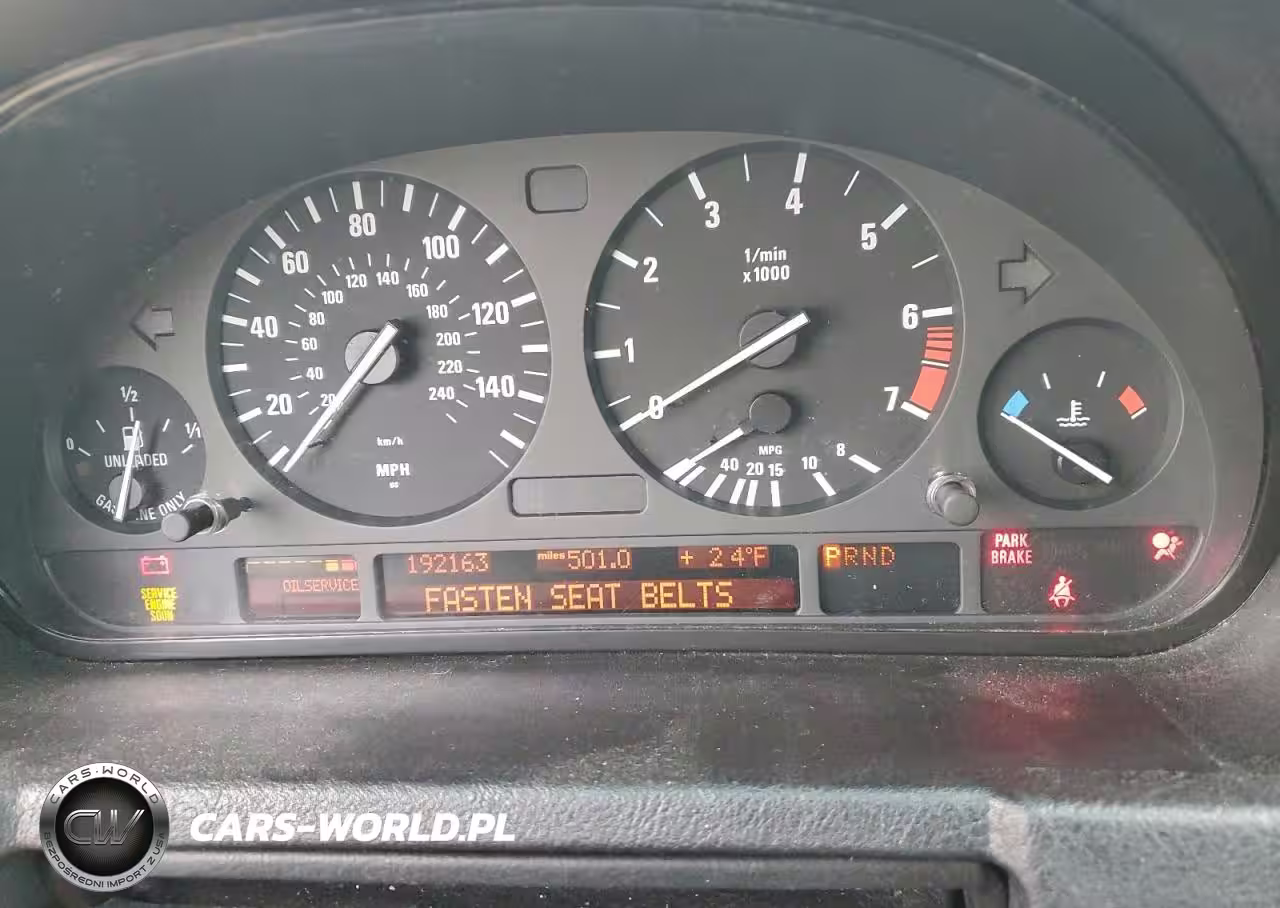 80
60
100
40
120
20
140
120 140
100
160
80
180
60
200
40
220
20
240
km/h
MPH
3
4
5
2
1/min
x1000
6
1
7
0
MPG
40 20 15 10 8
1/2
0
1/1
UNLEADED
GASOLINE ONLY
SERVICE
ENGINE
SOON
OILSERVICE
192163 miles 501.0 + 24°F
FASTEN SEAT BELTS
PRND
PARK
BRAKE
CARS-WORLD
CW
BEZPOŚREDNI IMPORT Z USA
CARS-WORLD.PL